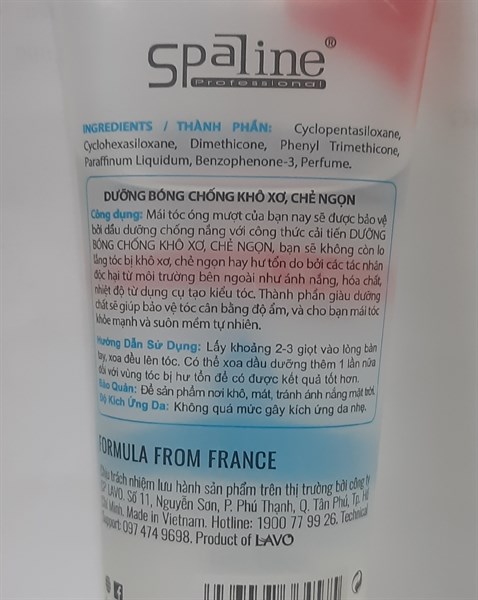 Spaline®
Professional
INGREDIENTS / THÀNH PHẦN: Cyclopentasiloxane,
Cyclohexasiloxane, Dimethicone, Phenyl Trimethicone,
Paraffinum Liquidum, Benzophenone-3, Perfume.
DƯỠNG BÓNG CHỐNG KHÔ XƠ, CHẺ NGỌN
Công dụng: Mái tóc óng mượt của bạn nay sẽ được bảo vệ
bởi dầu dưỡng chống nắng với công thức cải tiến DƯỠNG
BÓNG CHỐNG KHÔ XƠ, CHẺ NGỌN, bạn sẽ không còn lo
lắng tóc bị khô xơ, chẻ ngọn hay hư tổn do bởi các tác nhân
độc hại từ môi trường bên ngoài như ánh nắng, hóa chất,
nhiệt độ từ dụng cụ tạo kiểu tóc. Thành phần giàu dưỡng
chất sẽ giúp bảo vệ tóc cân bằng độ ẩm, và cho bạn mái tóc
khỏe mạnh và suôn mềm tự nhiên.
Hướng Dẫn Sử Dụng: Lấy khoảng 2-3 giọt vào lòng bàn
tay, xoa đều lên tóc. Có thể xoa dầu dưỡng thêm 1 lần nữa
đối với vùng tóc bị hư tổn để có được kết quả tốt hơn.
Bảo Quản: Để sản phẩm nơi khô, mát, tránh ánh nắng mặt trời.
Độ Kích Ứng Da: Không quá mức gây kích ứng da nhẹ.
FORMULA FROM FRANCE
Chịu trách nhiệm lưu hành sản phẩm trên thị trường bởi công ty
LAVO. Số 11, Nguyễn Sơn, P. Phú Thạnh, Q. Tân Phú, Tp. Hồ
Chí Minh. Made in Vietnam. Hotline: 1900 77 99 26. Technical
Support: 097 474 9698. Product of LAVO